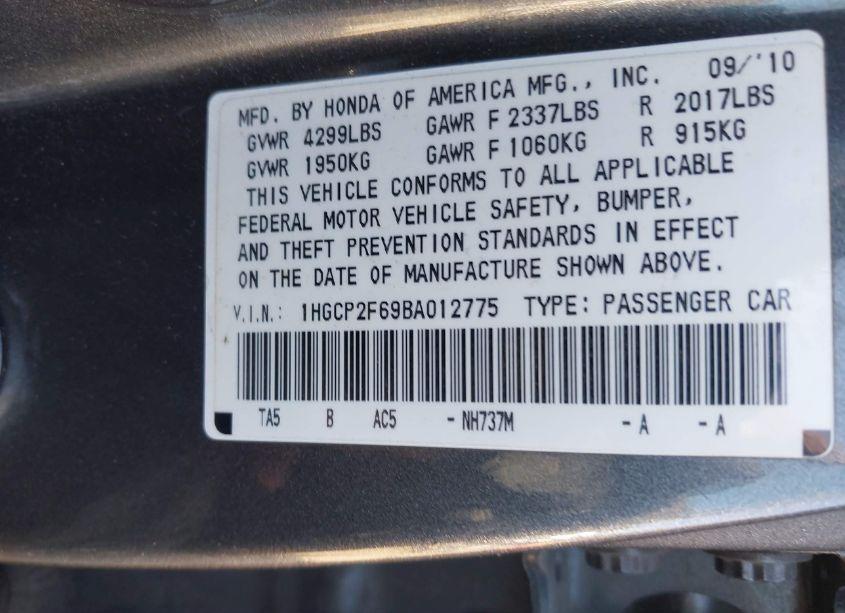 MFD. BY HONDA OF AMERICA MFG., INC. 09/'10
GVWR 4299LBS GAWR F 2337LBS R 2017LBS
GVWR 1950KG GAWR F 1060KG R 915KG
THIS VEHICLE CONFORMS TO ALL APPLICABLE
FEDERAL MOTOR VEHICLE SAFETY, BUMPER,
AND THEFT PREVENTION STANDARDS IN EFFECT
ON THE DATE OF MANUFACTURE SHOWN ABOVE.
V.I.N.: 1HGCP2F69BA012775 TYPE: PASSENGER CAR
TA5 B AC5 - NH737M - A - A